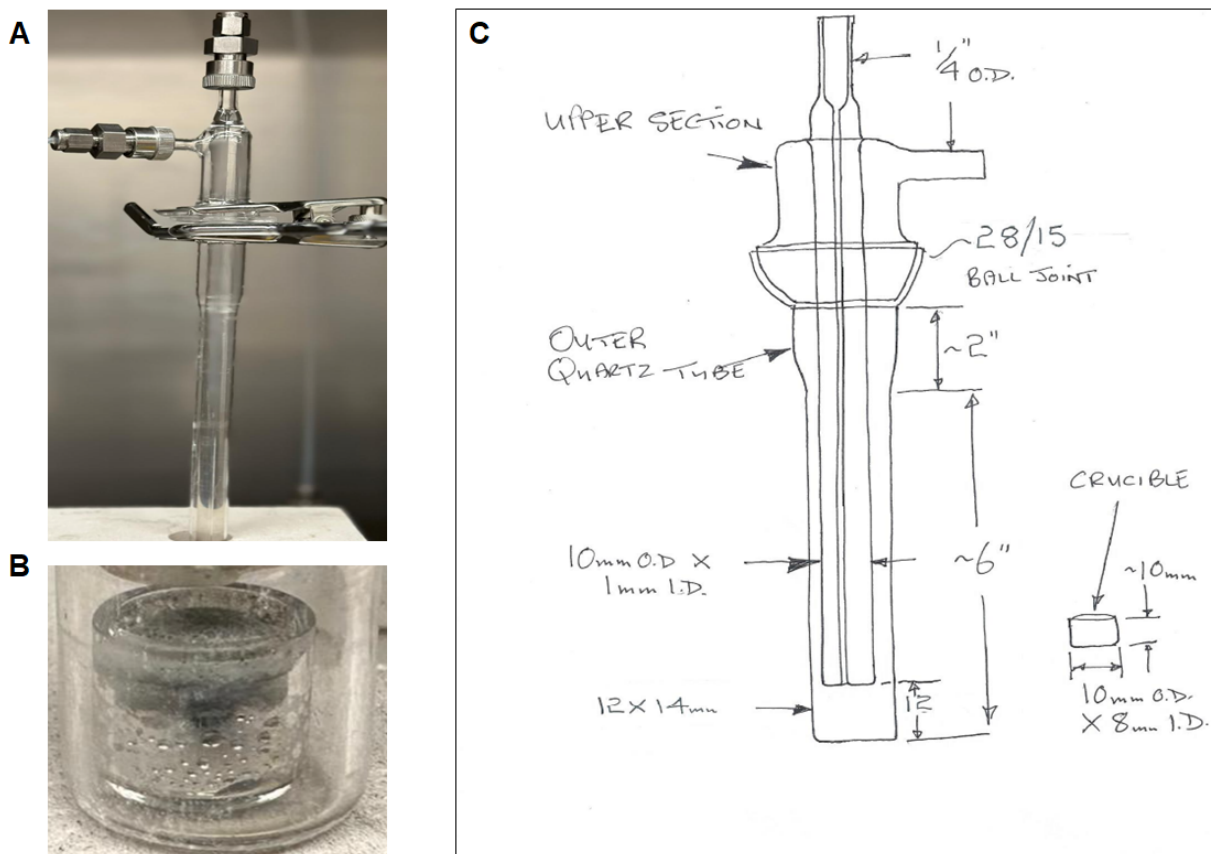 A
B
C
1/4" O.D.
UPPER SECTION
~28/15
BALL JOINT
OUTER
QUARTZ TUBE
~2"
CRUCIBLE
~10mm
10mm O.D X
1mm I.D.
~6"
12 X 14mm
12
10mm O.D.
X 8mm I.D.